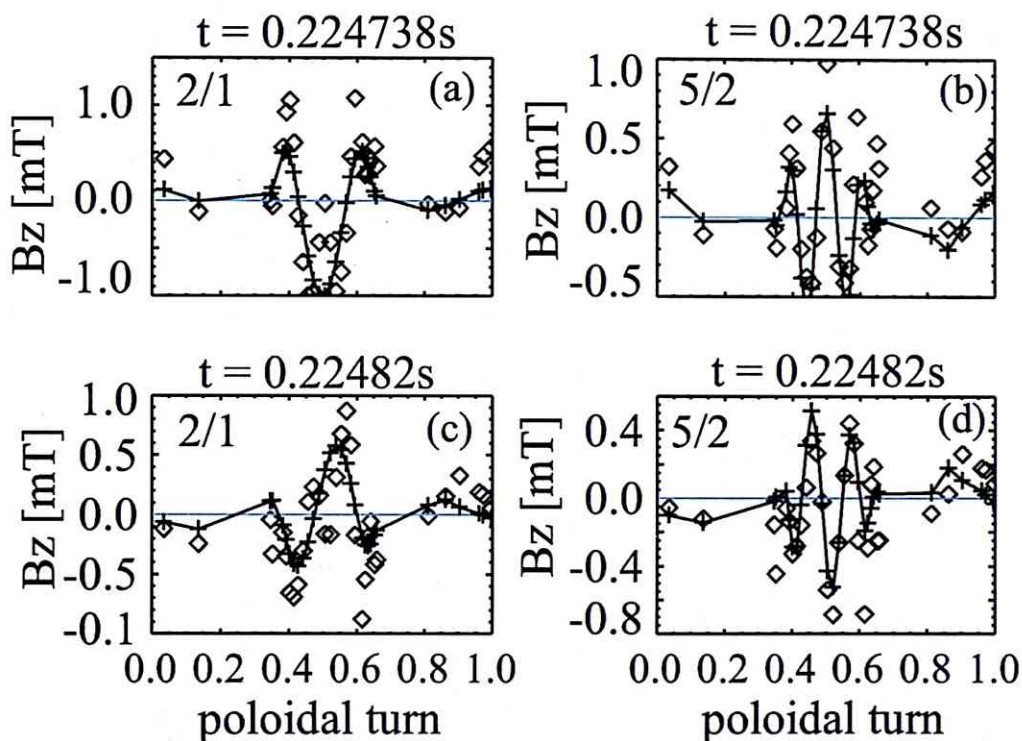 t = 0.224738s
t = 0.224738s
2/1
(a)
5/2
(b)
Bz [mT]
1.0
0.0
-1.0
Bz [mT]
1.0
0.5
0.0
-0.5
t = 0.22482s
t = 0.22482s
2/1
(c)
5/2
(d)
Bz [mT]
1.0
0.5
0.0
-0.5
-0.1
Bz [mT]
0.4
0.0
-0.4
-0.8
0.0 0.2 0.4 0.6 0.8 1.0
0.0 0.2 0.4 0.6 0.8 1.0
poloidal turn
poloidal turn